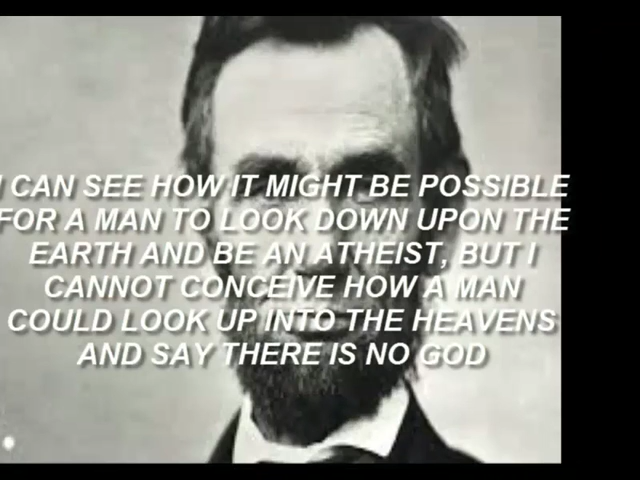 I CAN SEE HOW IT MIGHT BE POSSIBLE
FOR A MAN TO LOOK DOWN UPON THE
EARTH AND BE AN ATHEIST, BUT I
CANNOT CONCEIVE HOW A MAN
COULD LOOK UP INTO THE HEAVENS
AND SAY THERE IS NO GOD